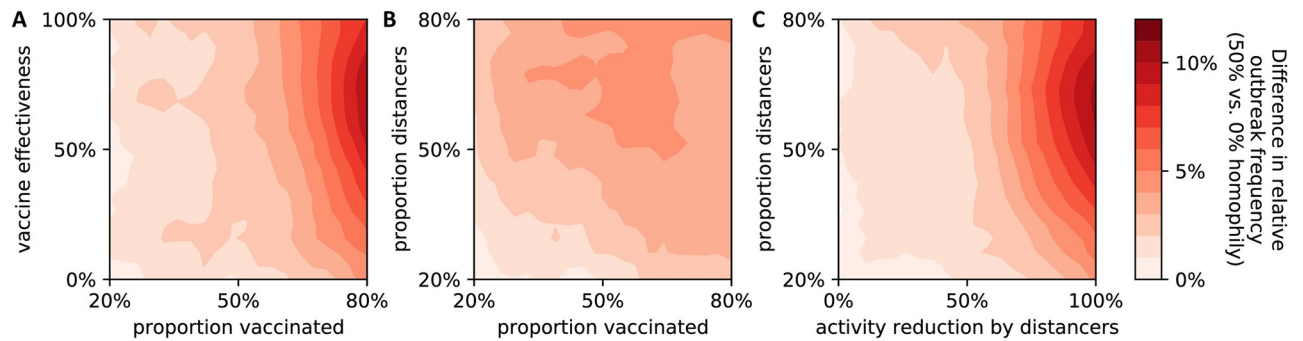 A
vaccine effectiveness
100%
50%
0%
20%
50%
80%
proportion vaccinated
B
proportion distancers
80%
50%
20%
20%
50%
80%
proportion vaccinated
C
proportion distancers
80%
50%
20%
0%
50%
100%
activity reduction by distancers
10%
5%
0%
Difference in relative
outbreak frequency
(50% vs. 0% homophily)